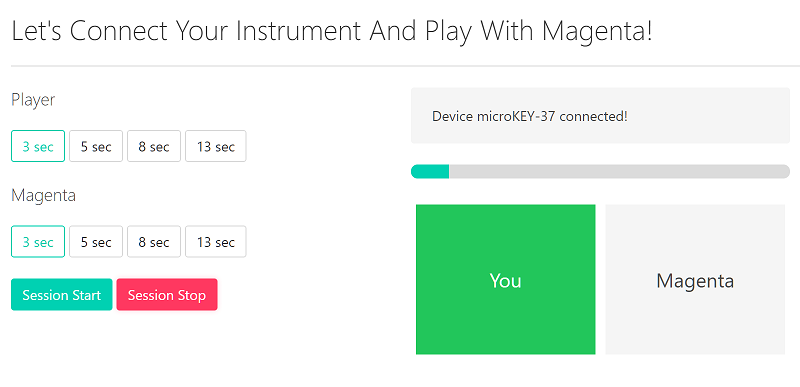 Let's Connect Your Instrument And Play With Magenta!
Player
3 sec 5 sec 8 sec 13 sec
Magenta
3 sec 5 sec 8 sec 13 sec
Session Start Session Stop
Device microKEY-37 connected!
You Magenta